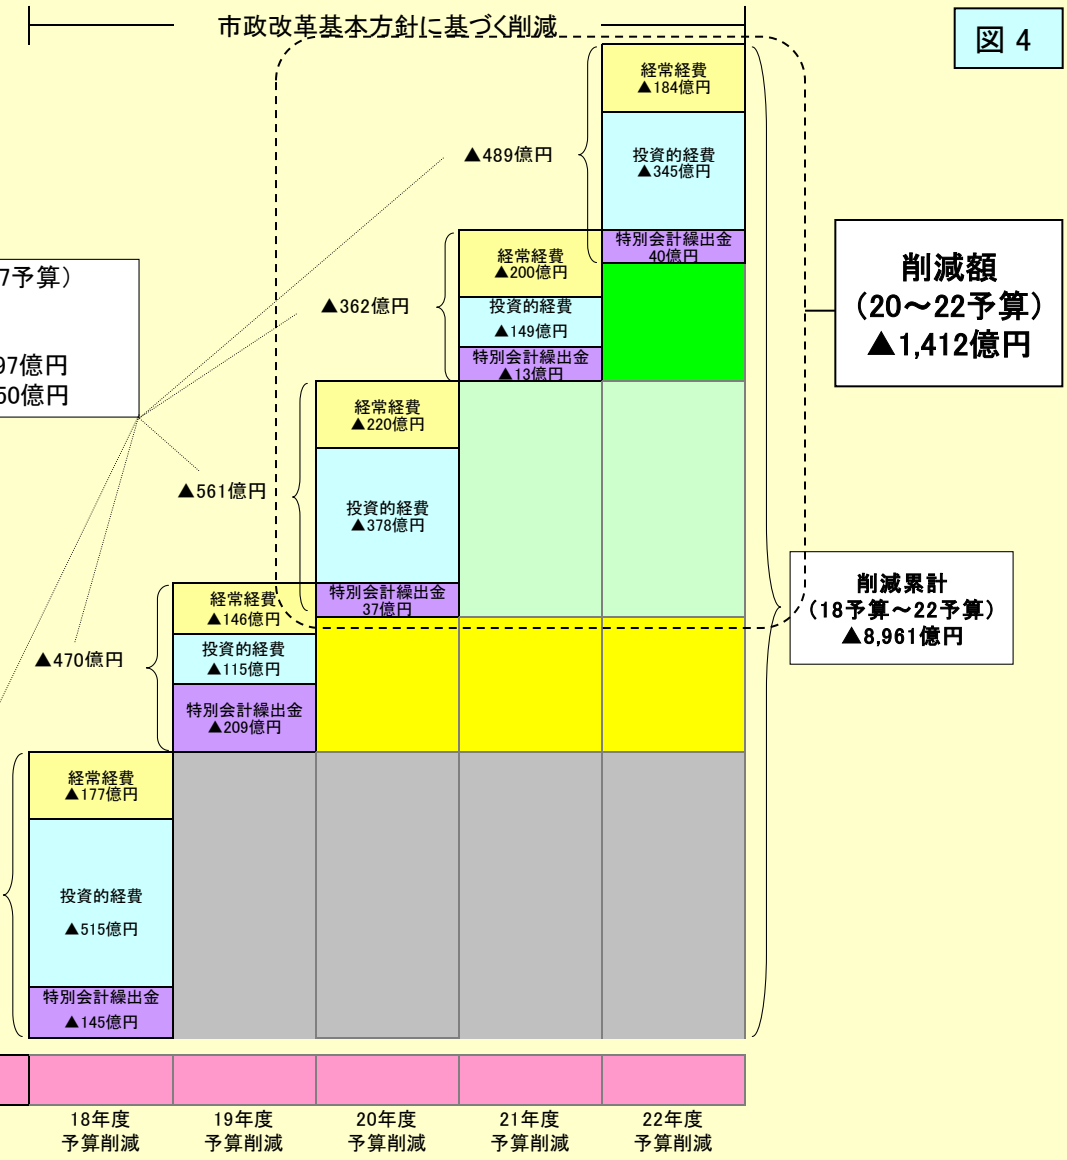 市政改革基本方針に基づく削減
図 4
経常経費
▲184億円
▲489億円
投資的経費
▲345億円
特別会計繰出金
40億円
削減額
（20～22予算）
▲1,412億円
経常経費
▲200億円
7予算）
▲362億円
投資的経費
▲149億円
特別会計繰出金
▲13億円
97億円
50億円
経常経費
▲220億円
▲561億円
投資的経費
▲378億円
特別会計繰出金
37億円
削減累計
（18予算～22予算）
▲8,961億円
経常経費
▲146億円
▲470億円
投資的経費
▲115億円
特別会計繰出金
▲209億円
経常経費
▲177億円
投資的経費
▲515億円
特別会計繰出金
▲145億円
18年度
予算削減
19年度
予算削減
20年度
予算削減
21年度
予算削減
22年度
予算削減